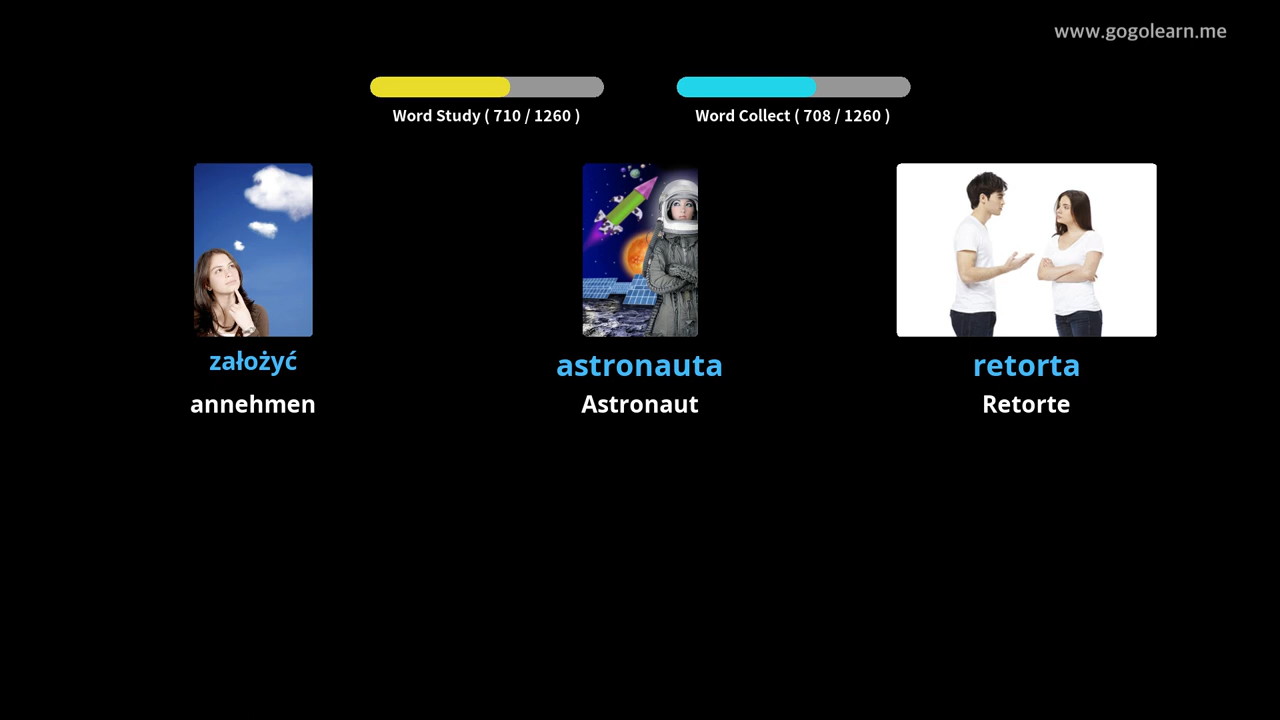 www.gogolearn.me
Word Study ( 710 / 1260 )
Word Collect ( 708 / 1260 )
założyć
astronauta
retorta
annehmen
Astronaut
Retorte